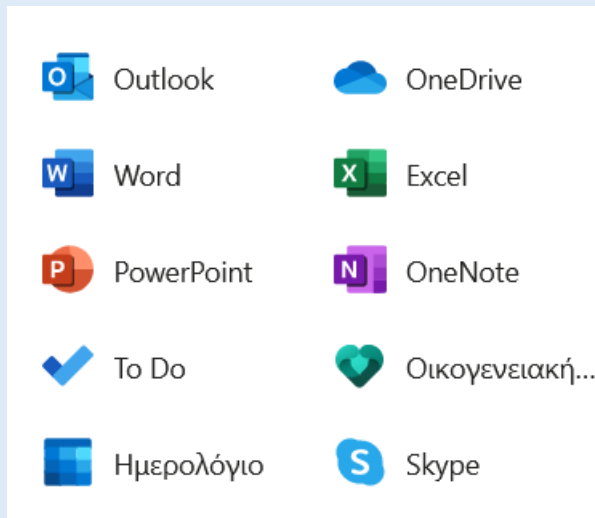 Outlook
OneDrive
Word
Excel
PowerPoint
OneNote
To Do
Οικογενειακή...
Ημερολόγιο
Skype